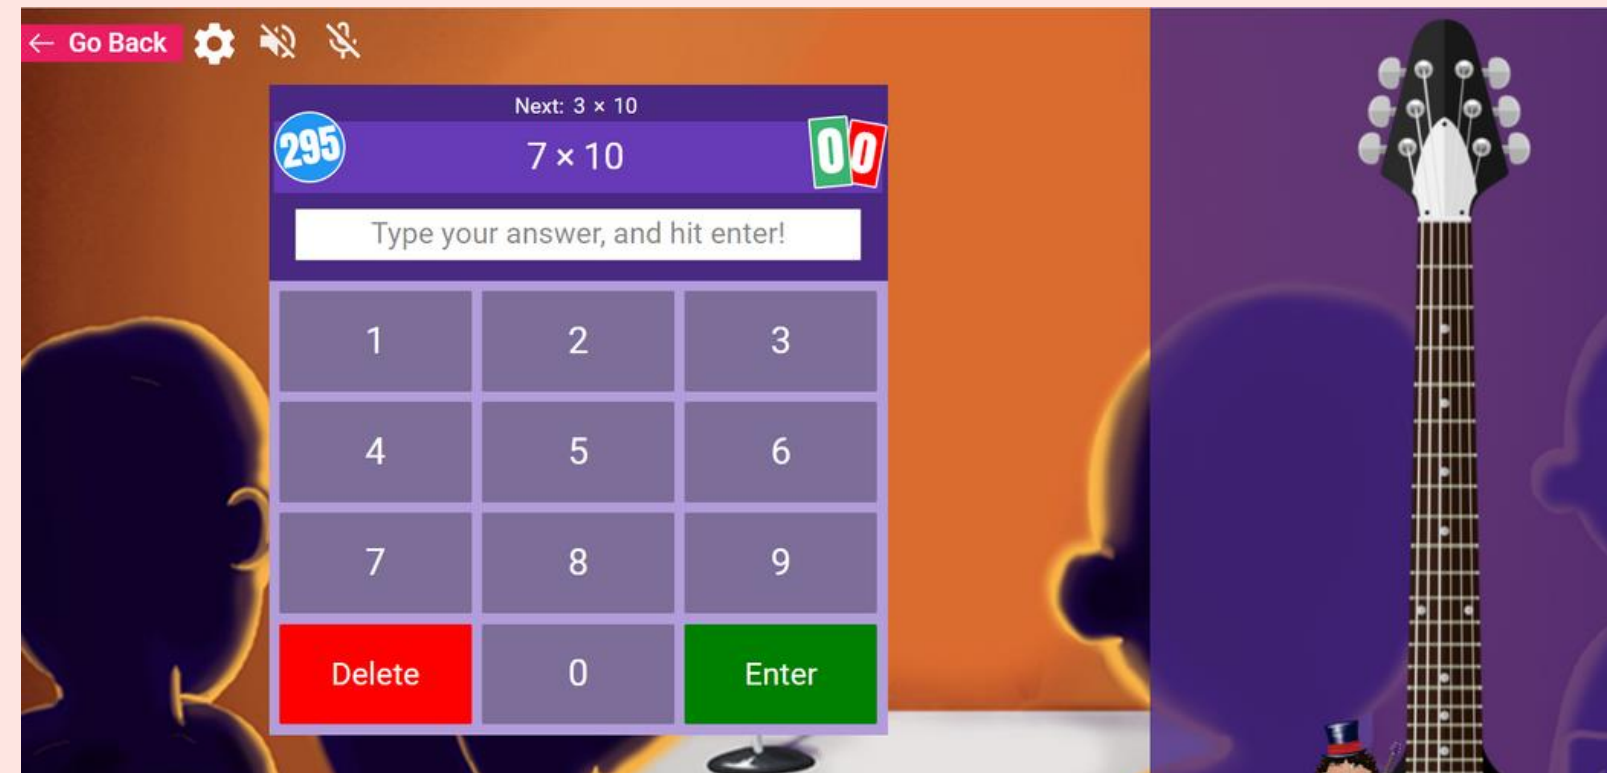 ← Go Back
Next: 3 × 10
295
7 × 10
0 0
Type your answer, and hit enter!
1 2 3
4 5 6
7 8 9
Delete 0 Enter